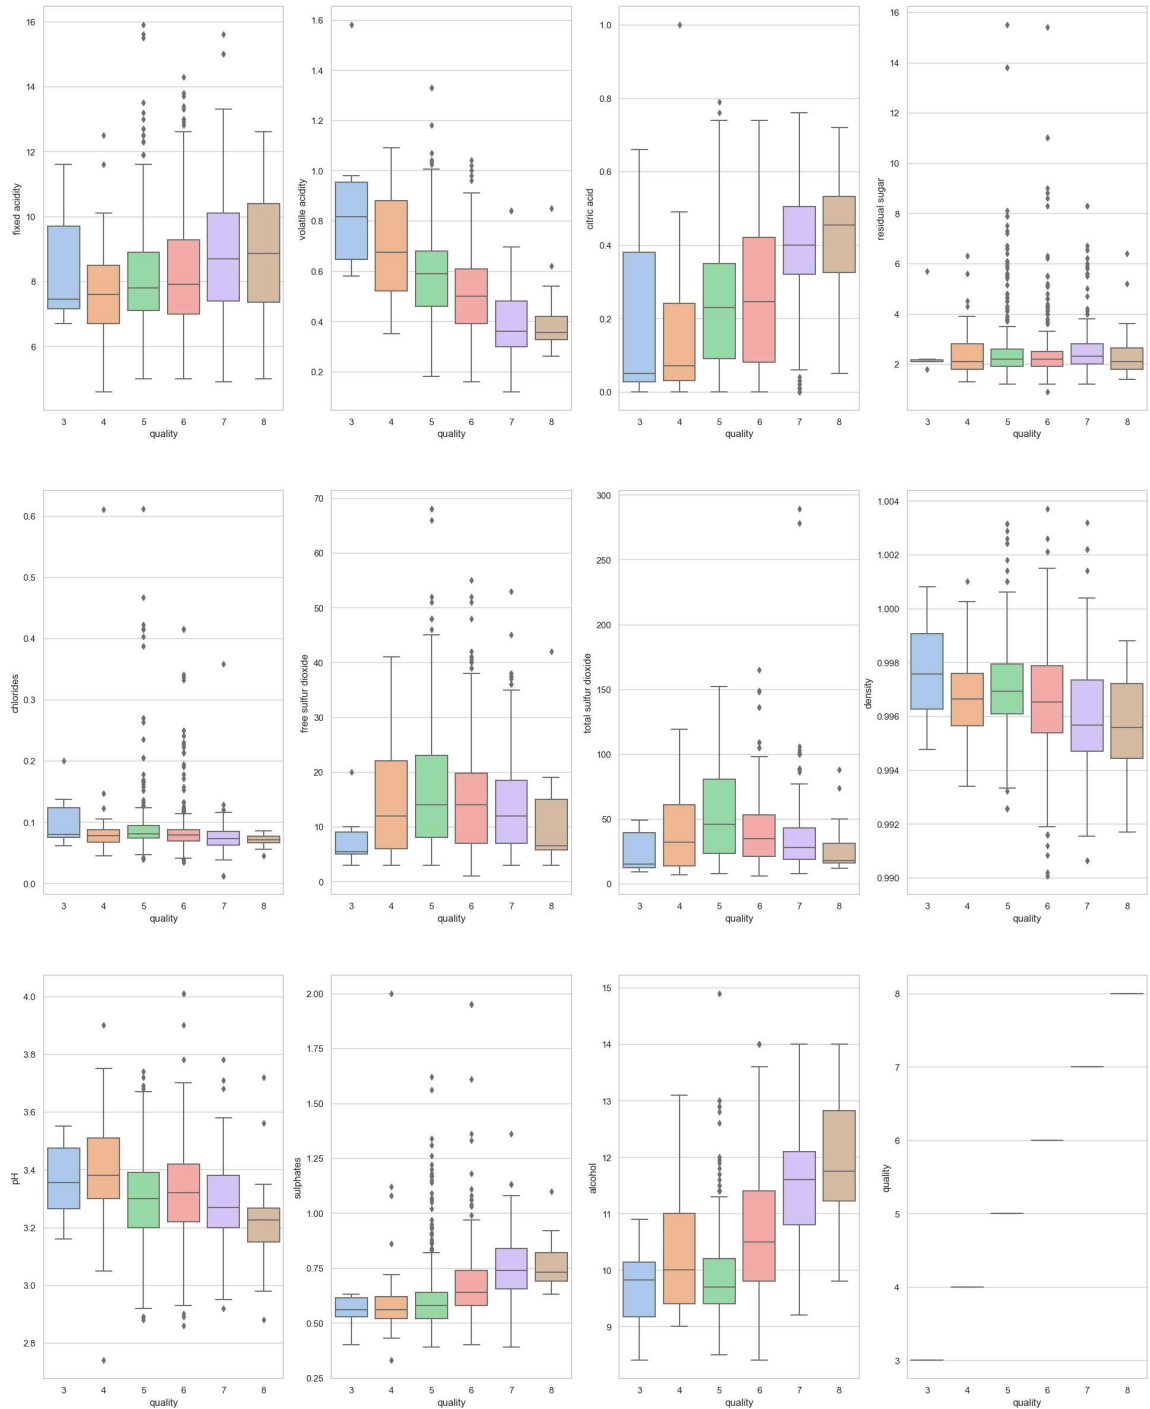 16
14
12
10
8
6
fixed acidity
3 4 5 6 7 8
quality
1.6
1.4
1.2
1.0
0.8
0.6
0.4
0.2
volatile acidity
3 4 5 6 7 8
quality
1.0
0.8
0.6
0.4
0.2
0.0
citric acid
3 4 5 6 7 8
quality
16
14
12
10
8
6
4
2
residual sugar
3 4 5 6 7 8
quality
0.6
0.5
0.4
0.3
0.2
0.1
0.0
chlorides
3 4 5 6 7 8
quality
70
60
50
40
30
20
10
0
free sulfur dioxide
3 4 5 6 7 8
quality
300
250
200
150
100
50
0
total sulfur dioxide
3 4 5 6 7 8
quality
1.004
1.002
1.000
0.998
0.996
0.994
0.992
0.990
density
3 4 5 6 7 8
quality
4.0
3.8
3.6
3.4
3.2
3.0
2.8
pH
3 4 5 6 7 8
quality
2.00
1.75
1.50
1.25
1.00
0.75
0.50
0.25
sulphates
3 4 5 6 7 8
quality
15
14
13
12
11
10
9
alcohol
3 4 5 6 7 8
quality
8
7
6
5
4
3
quality
3 4 5 6 7 8
quality